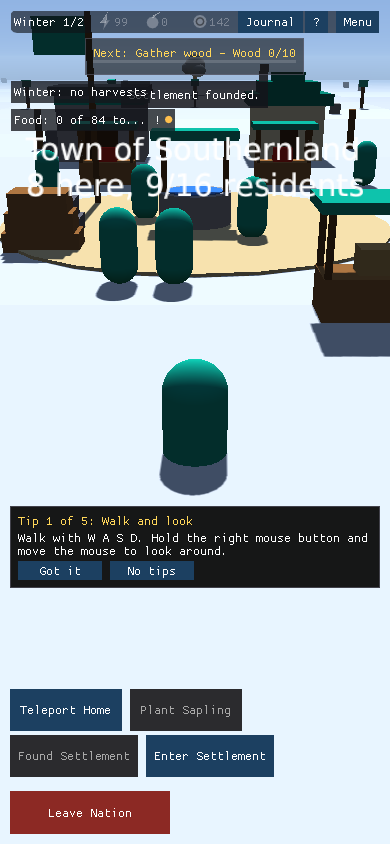 Winter 1/2 99 0 142 Journal ? Menu
Next: Gather wood - Wood 0/10
Winter: no harvests
tlement founded.
Food: 0 of 84 to... !
Town of Southernland
8 here 9/16 residents
Tip 1 of 5: Walk and look
Walk with W A S D. Hold the right mouse button and
move the mouse to look around.
Got it No tips
Teleport Home Plant Sapling
Found Settlement Enter Settlement
Leave Nation